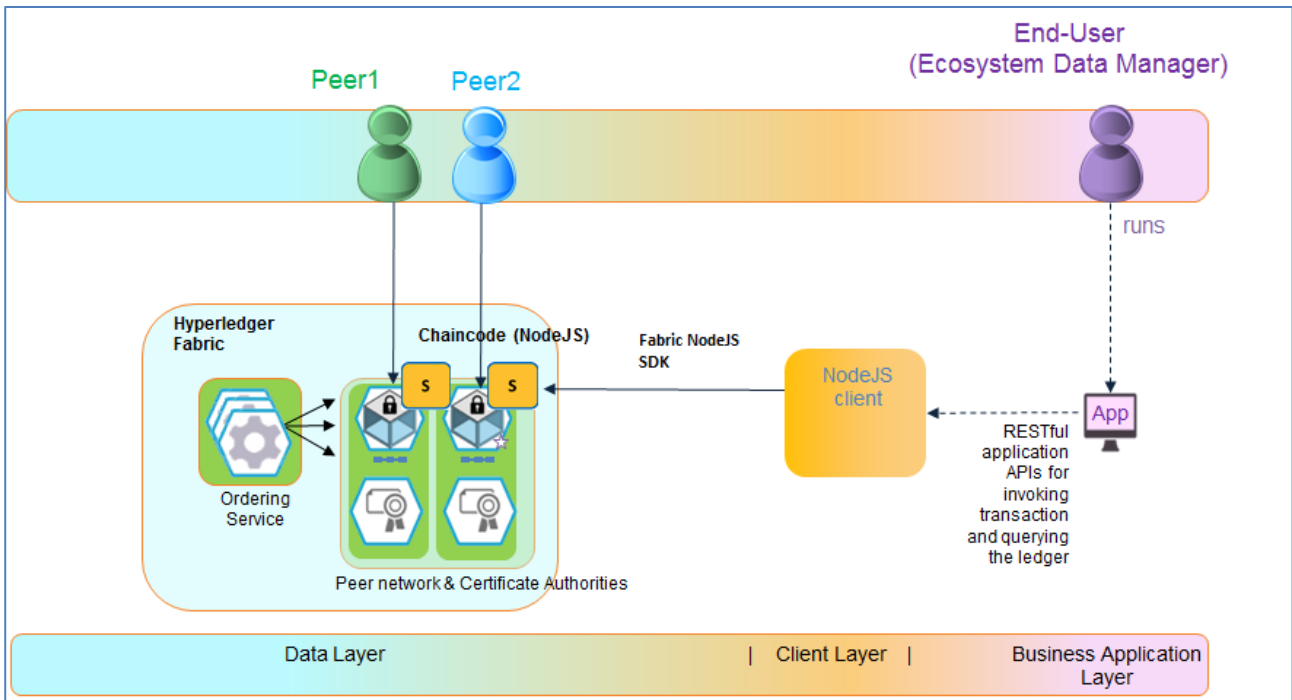 End-User
(Ecosystem Data Manager)
Peer1
Peer2
runs
Hyperledger
Fabric
Chaincode (NodeJS)
S
S
Fabric NodeJS
SDK
NodeJS
client
App
RESTful
application
APIs for
invoking
transaction
and querying
the ledger
Ordering
Service
Peer network & Certificate Authorities
Data Layer
| Client Layer |
Business Application
Layer